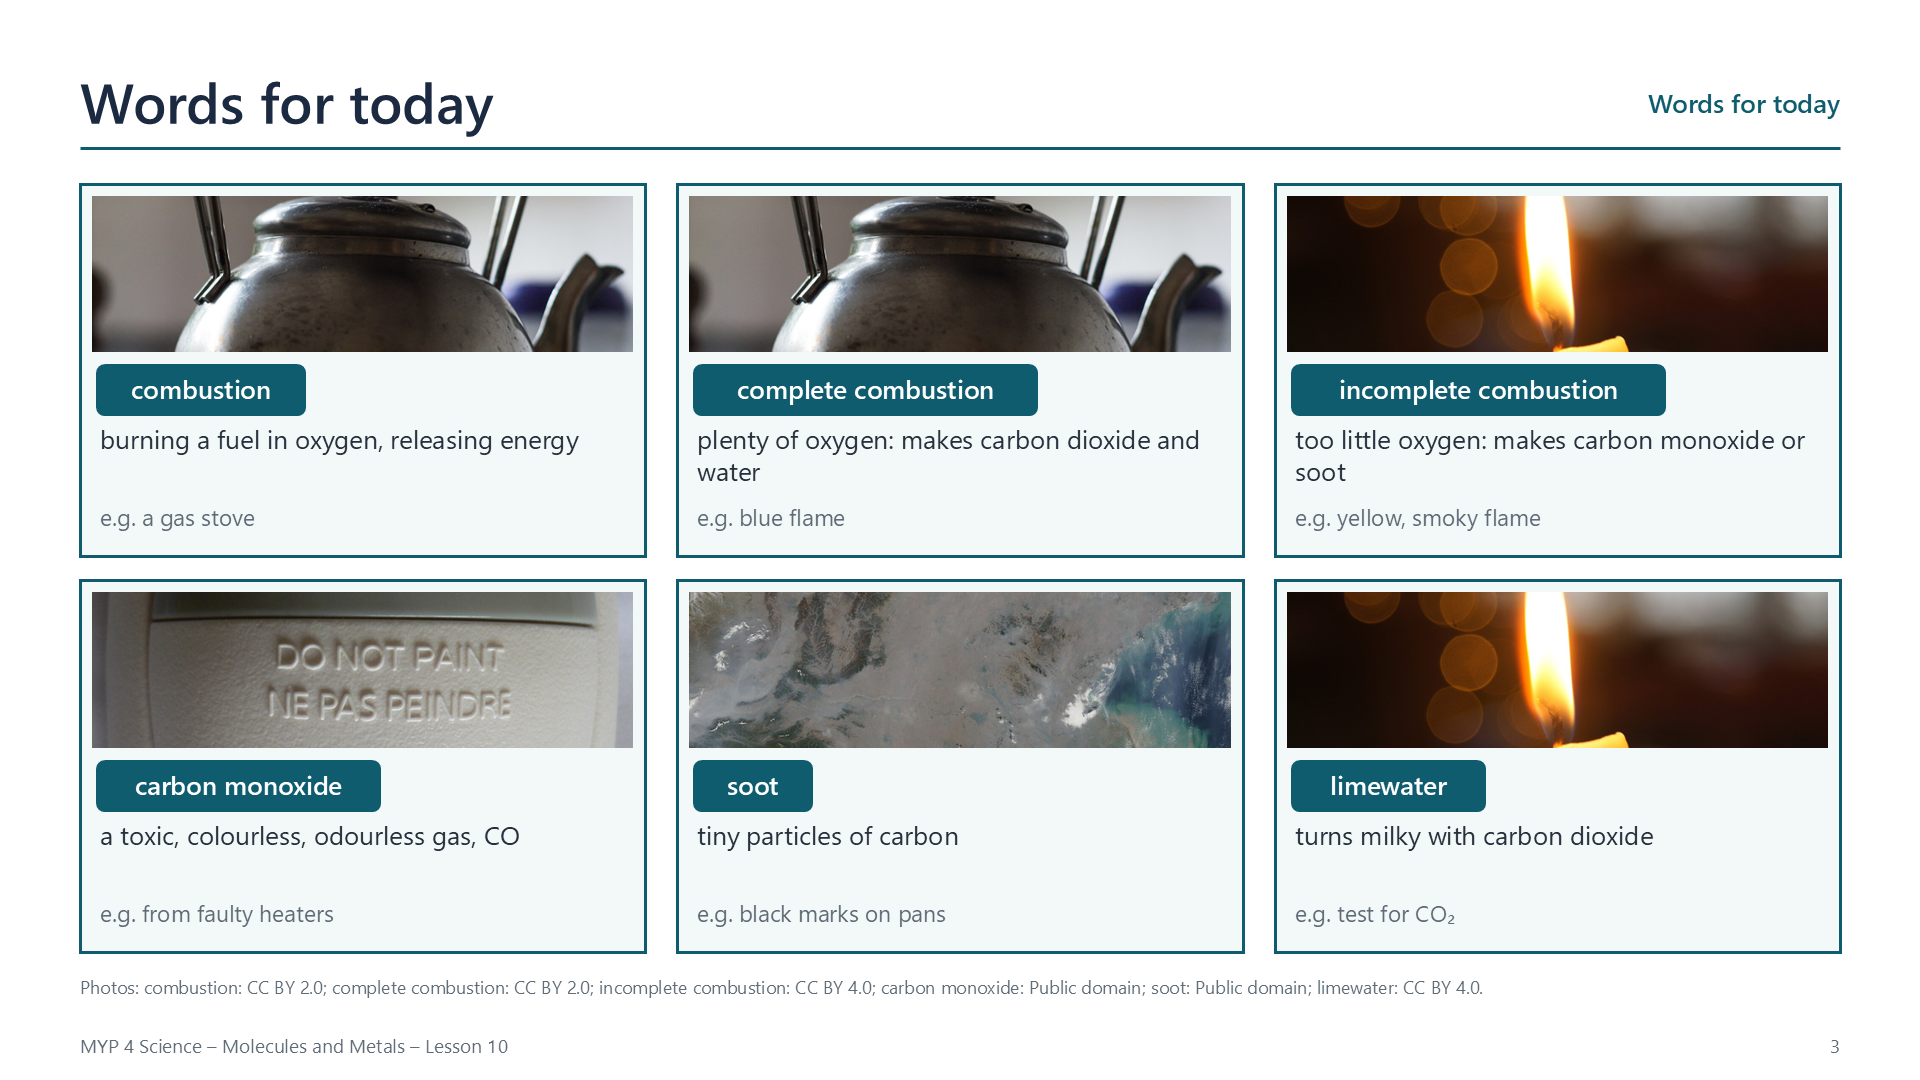 Words for today
Words for today
combustion
burning a fuel in oxygen, releasing energy
e.g. a gas stove
complete combustion
plenty of oxygen: makes carbon dioxide and
water
e.g. blue flame
incomplete combustion
too little oxygen: makes carbon monoxide or
soot
e.g. yellow, smoky flame
DO NOT PAINT
NE PAS PEINDRE
carbon monoxide
a toxic, colourless, odourless gas, CO
e.g. from faulty heaters
soot
tiny particles of carbon
e.g. black marks on pans
limewater
turns milky with carbon dioxide
e.g. test for CO₂
Photos: combustion: CC BY 2.0; complete combustion: CC BY 2.0; incomplete combustion: CC BY 4.0; carbon monoxide: Public domain; soot: Public domain; limewater: CC BY 4.0.
MYP 4 Science – Molecules and Metals – Lesson 10
3